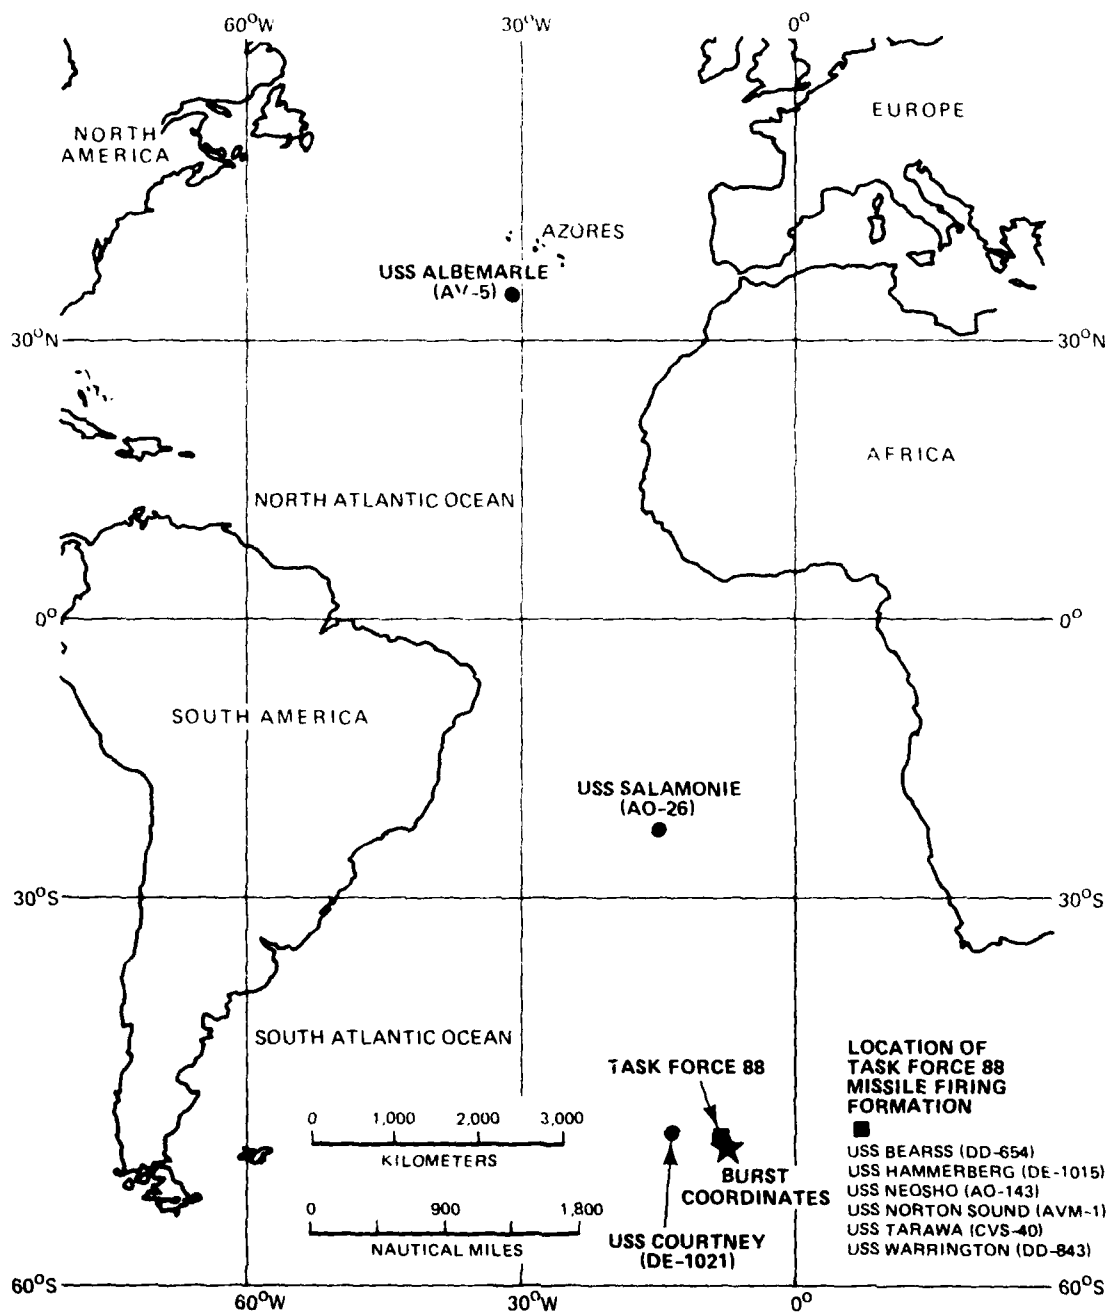 60°W
30°W
0°
NORTH
AMERICA
EUROPE
AZORES
USS ALBEMARLE
(AV-5)
30°N
30°N
AFRICA
NORTH ATLANTIC OCEAN
0°
0°
SOUTH AMERICA
USS SALAMONIE
(AO-26)
30°S
30°S
SOUTH ATLANTIC OCEAN
TASK FORCE 88
LOCATION OF
TASK FORCE 88
MISSILE FIRING
FORMATION
0 1,000 2,000 3,000
KILOMETERS
BURST
COORDINATES
USS BEARSS (DD-654)
USS HAMMERBERG (DE-1015)
USS NEOSHO (AO-143)
USS NORTON SOUND (AVM-1)
USS TARAWA (CVS-40)
USS WARRINGTON (DD-843)
0 900 1,800
NAUTICAL MILES
USS COURTNEY
(DE-1021)
60°S
60°S
60°W
30°W
0°